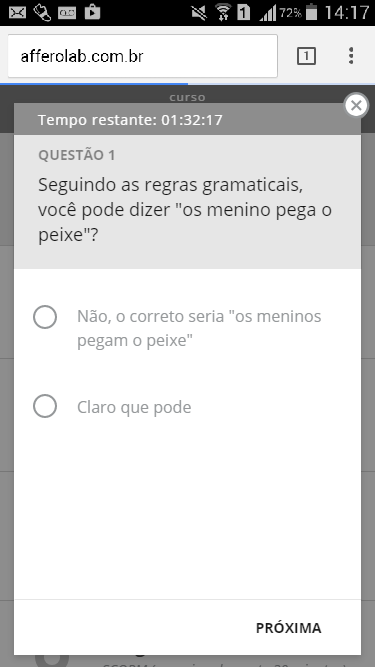 72% 14:17
afferolab.com.br 1
curso
Tempo restante: 01:32:17
QUESTÃO 1
Seguindo as regras gramaticais,
você pode dizer "os menino pega o
peixe"?
Não, o correto seria "os meninos
pegam o peixe"
Claro que pode
PRÓXIMA